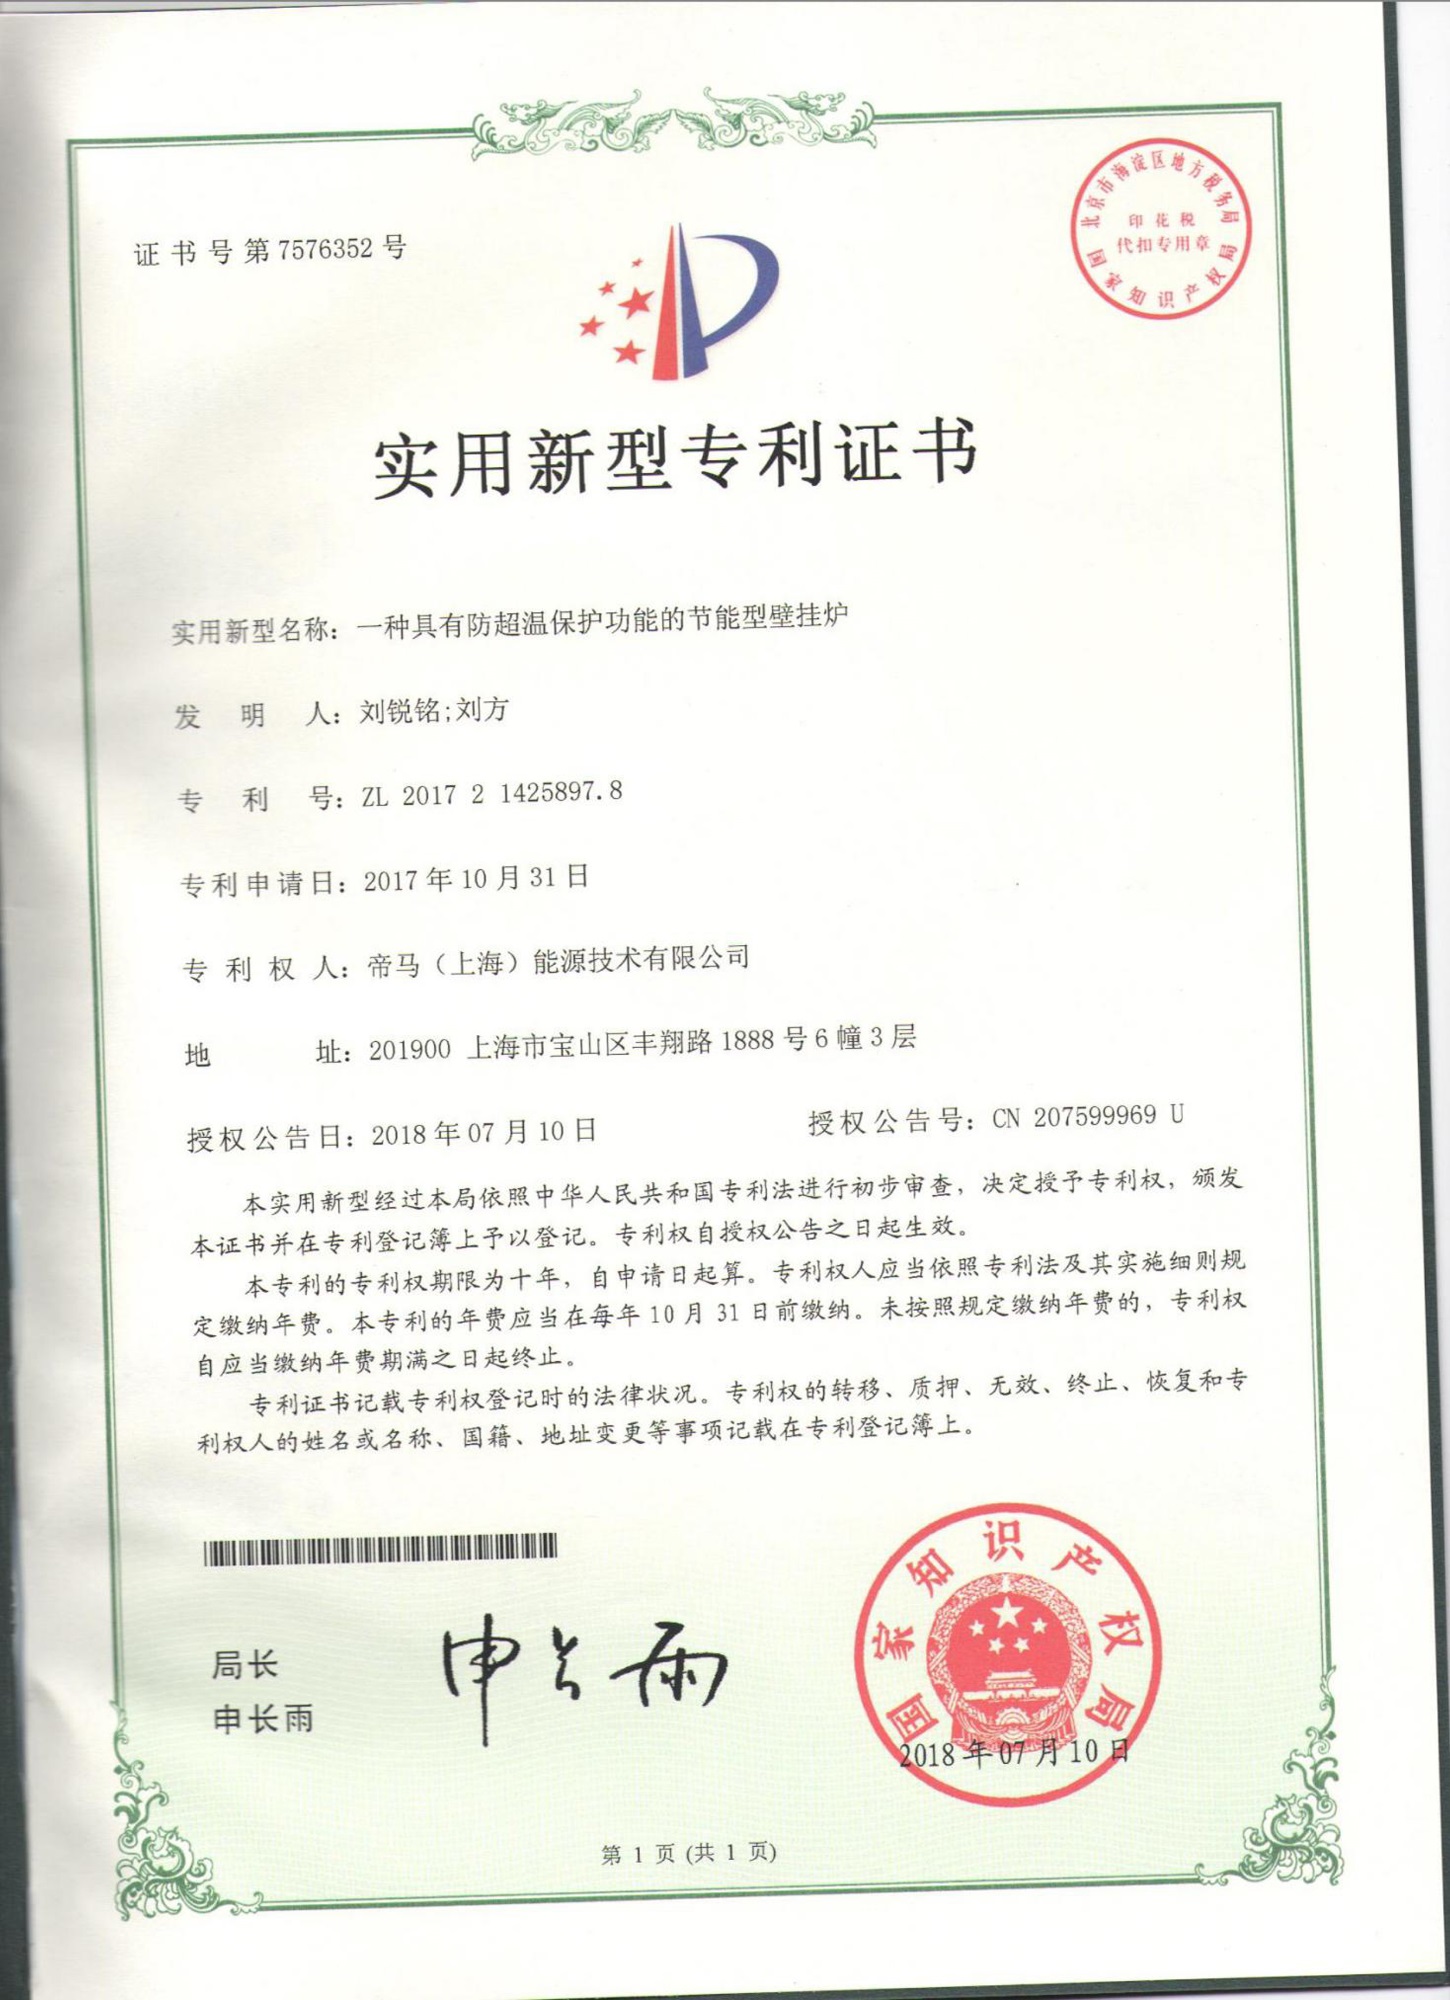 证书号第7576352号
北京市海淀区地方税务局
印花税
代扣专用章
国家知识产权局
实用新型专利证书
实用新型名称：一种具有防超温保护功能的节能型壁挂炉
发明人：刘锐铭;刘方
专利号：ZL 2017 2 1425897.8
专利申请日：2017年10月31日
专利权人：帝马（上海）能源技术有限公司
地址：201900 上海市宝山区丰翔路1888号6幢3层
授权公告日：2018年07月10日 授权公告号：CN 207599969 U
本实用新型经过本局依照中华人民共和国专利法进行初步审查，决定授予专利权，颁发
本证书并在专利登记簿上予以登记。专利权自授权公告之日起生效。
本专利的专利权期限为十年，自申请日起算。专利权人应当依照专利法及其实施细则规
定缴纳年费。本专利的年费应当在每年10月31日前缴纳。未按照规定缴纳年费的，专利权
自应当缴纳年费期满之日起终止。
专利证书记载专利权登记时的法律状况。专利权的转移、质押、无效、终止、恢复和专
利权人的姓名或名称、国籍、地址变更等事项记载在专利登记簿上。
局长
申长雨
申长雨
国家知识产权局
2018年07月10日
第 1 页 (共 1 页)